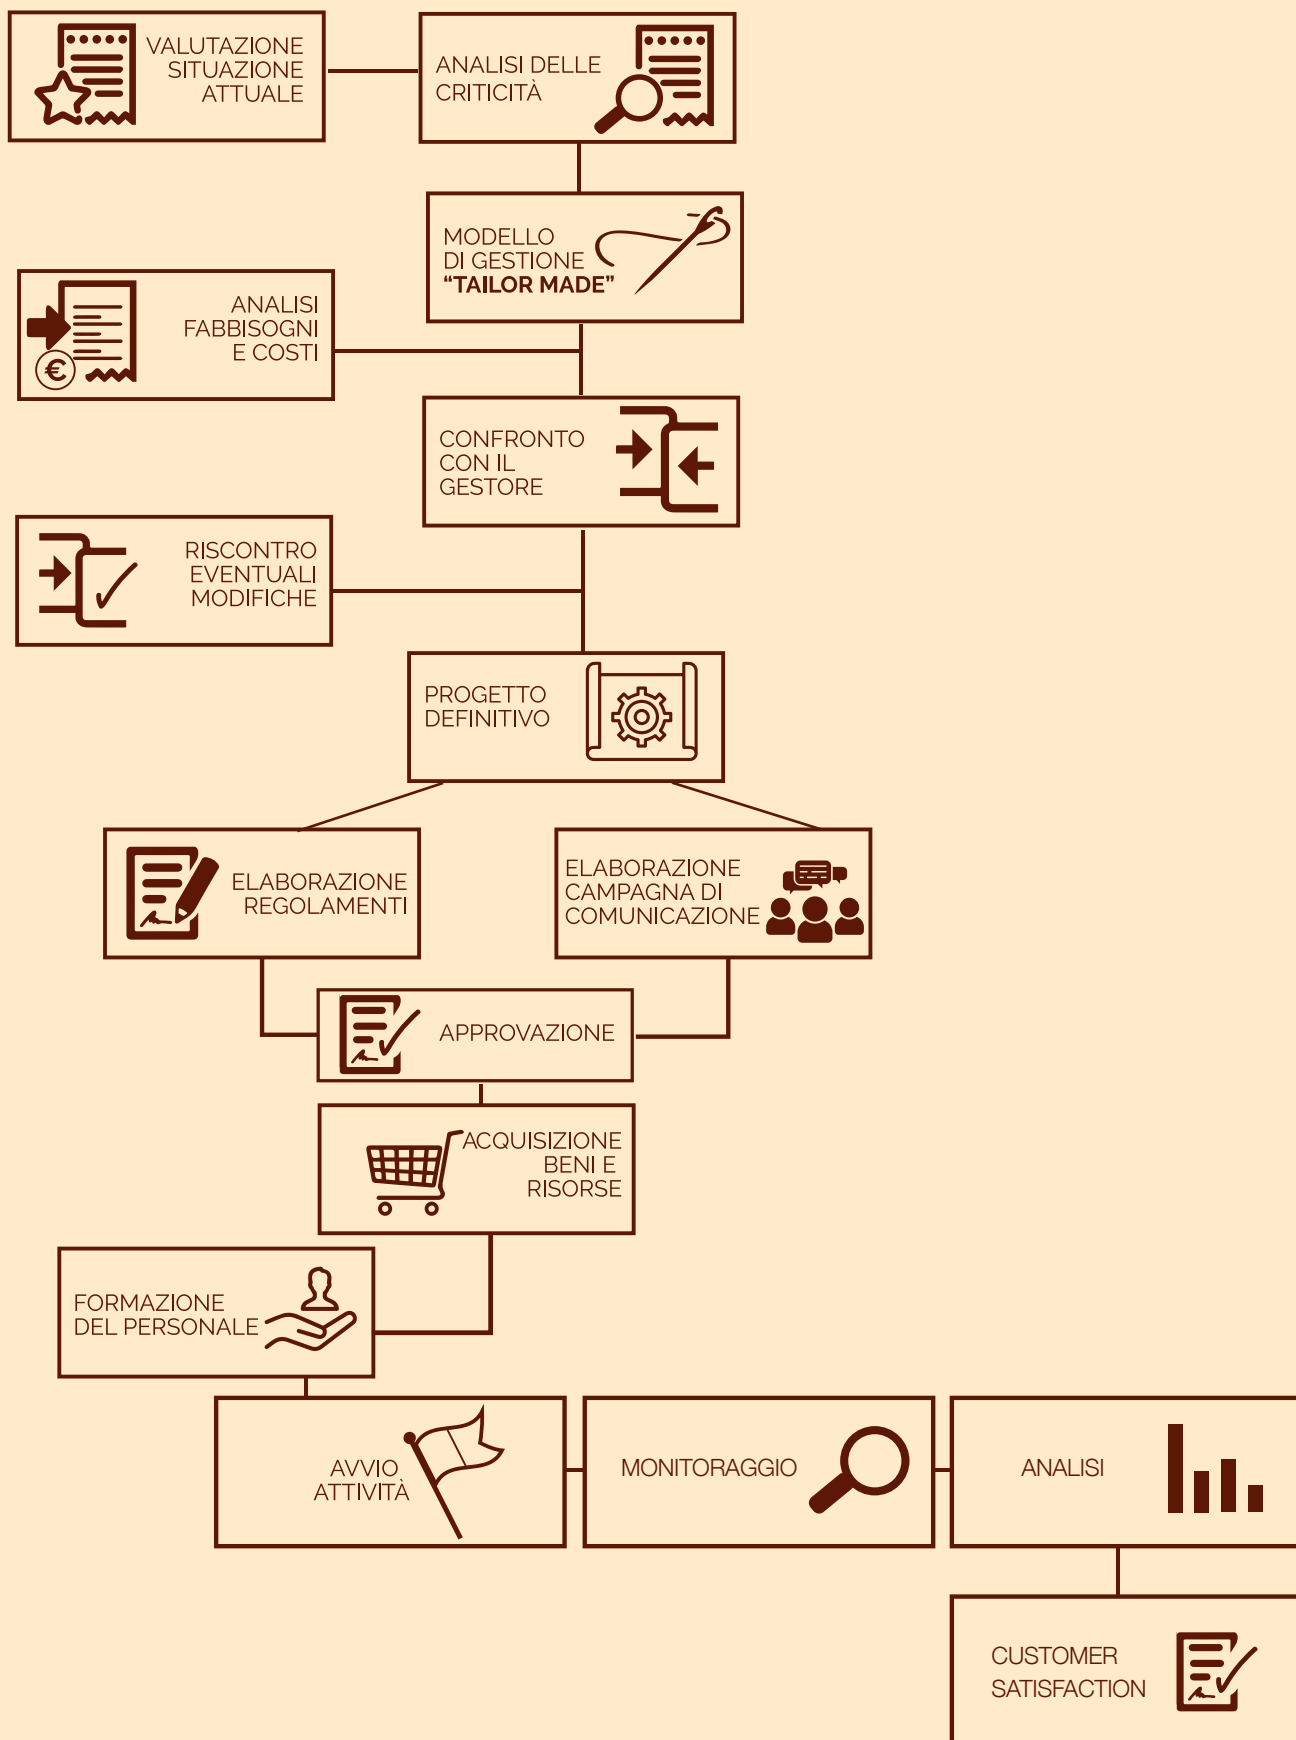 VALUTAZIONE
SITUAZIONE
ATTUALE
ANALISI DELLE
CRITICITÀ
MODELLO
DI GESTIONE
“TAILOR MADE”
ANALISI
FABBISOGNI
E COSTI
€
CONFRONTO
CON IL
GESTORE
RISCONTRO
EVENTUALI
MODIFICHE
PROGETTO
DEFINITIVO
ELABORAZIONE
REGOLAMENTI
ELABORAZIONE
CAMPAGNA DI
COMUNICAZIONE
APPROVAZIONE
ACQUISIZIONE
BENI E
RISORSE
FORMAZIONE
DEL PERSONALE
AVVIO
ATTIVITÀ
MONITORAGGIO
ANALISI
CUSTOMER
SATISFACTION